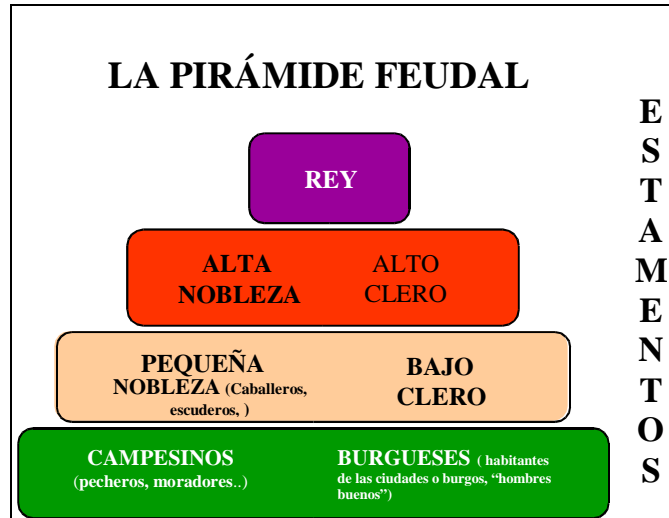 LA PIRÁMIDE FEUDAL
REY
ALTA
NOBLEZA
ALTO
CLERO
PEQUEÑA
NOBLEZA (Caballeros,
escuderos, )
BAJO
CLERO
CAMPESINOS
(pecheros, moradores..)
BURGUESES ( habitantes
de las ciudades o burgos, “hombres
buenos”)
E
S
T
A
M
E
N
T
O
S